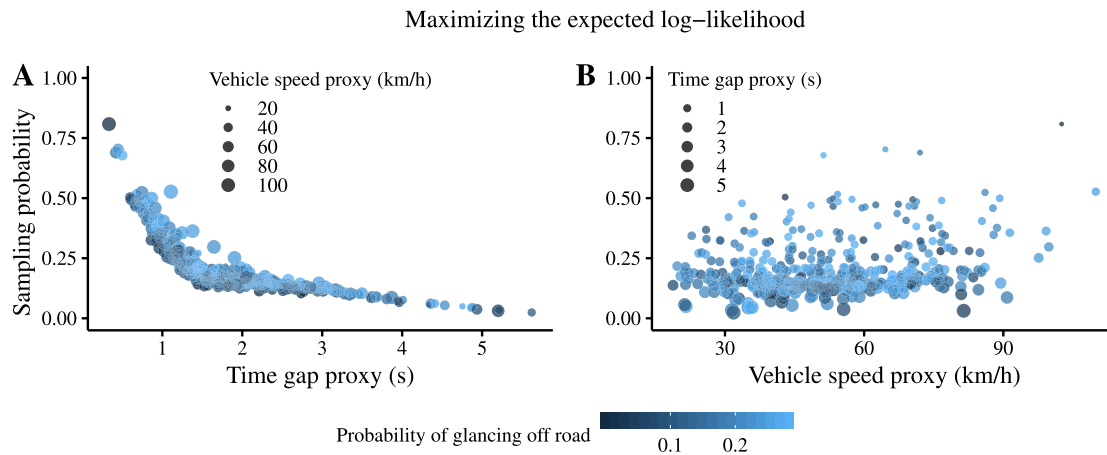 Maximizing the expected log−likelihood
A
Sampling probability
1.00
0.75
0.50
0.25
0.00
Vehicle speed proxy (km/h)
20
40
60
80
100
1 2 3 4 5
Time gap proxy (s)
B
1.00
0.75
0.50
0.25
0.00
Time gap proxy (s)
1
2
3
4
5
30 60 90
Vehicle speed proxy (km/h)
Probability of glancing off road
0.1 0.2